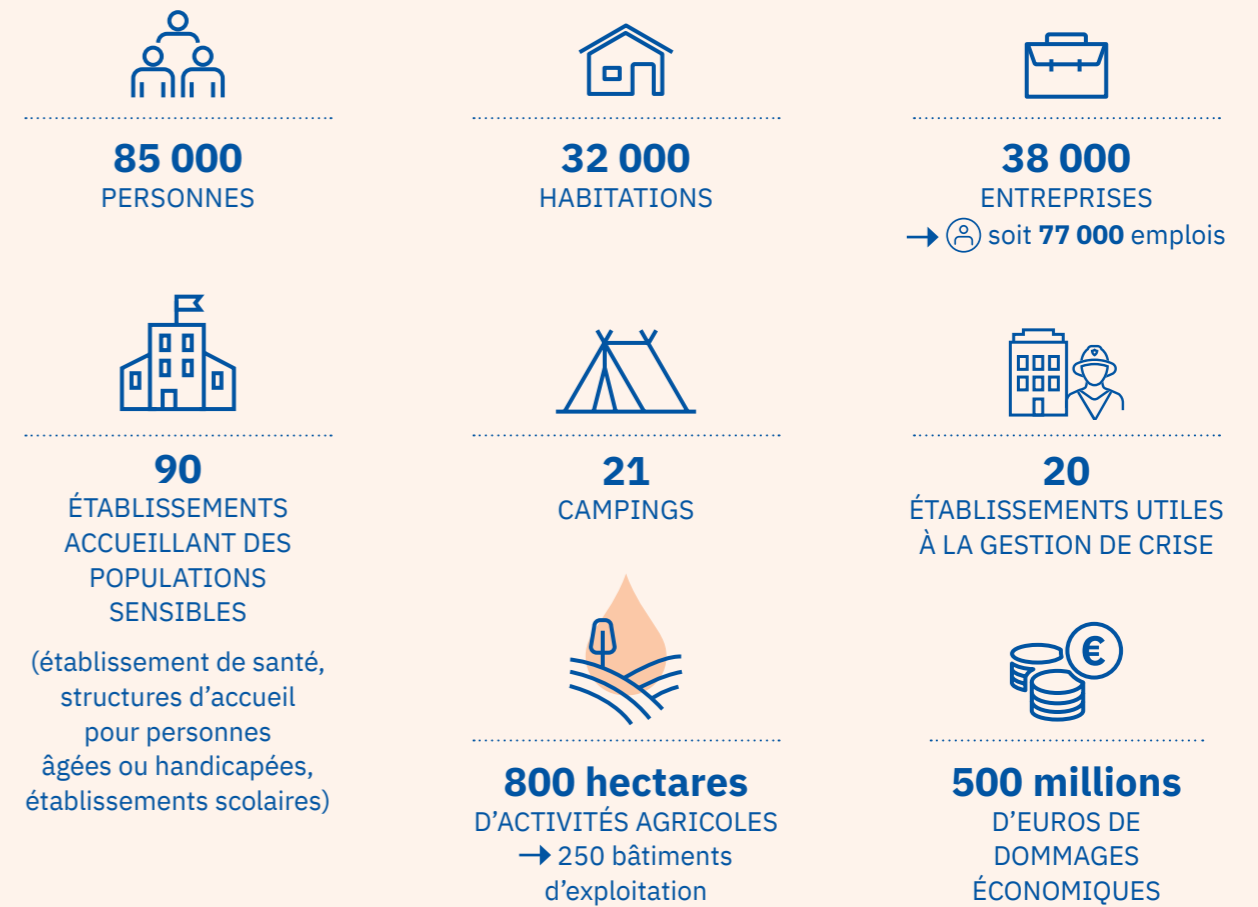 85 000
PERSONNES
32 000
HABITATIONS
38 000
ENTREPRISES
→ soit 77 000 emplois
90
ÉTABLISSEMENTS
ACCUEILLANT DES
POPULATIONS
SENSIBLES
(établissement de santé,
structures d’accueil
pour personnes
âgées ou handicapées,
établissements scolaires)
21
CAMPINGS
20
ÉTABLISSEMENTS UTILES
À LA GESTION DE CRISE
800 hectares
D’ACTIVITÉS AGRICOLES
→ 250 bâtiments
d’exploitation
€
500 millions
D’EUROS DE
DOMMAGES
ÉCONOMIQUES